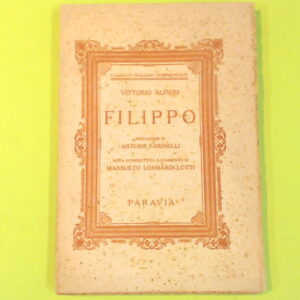 CLASSICI ITALIANI COMMENTATI
VITTORIO ALFIERI
FILIPPO
PREFAZIONE DI
ARTURO FARINELLI
NOTA INTRODUTTIVA E COMMENTO DI
MANSUETO LOMBARDI-LOTTI
PARAVIA